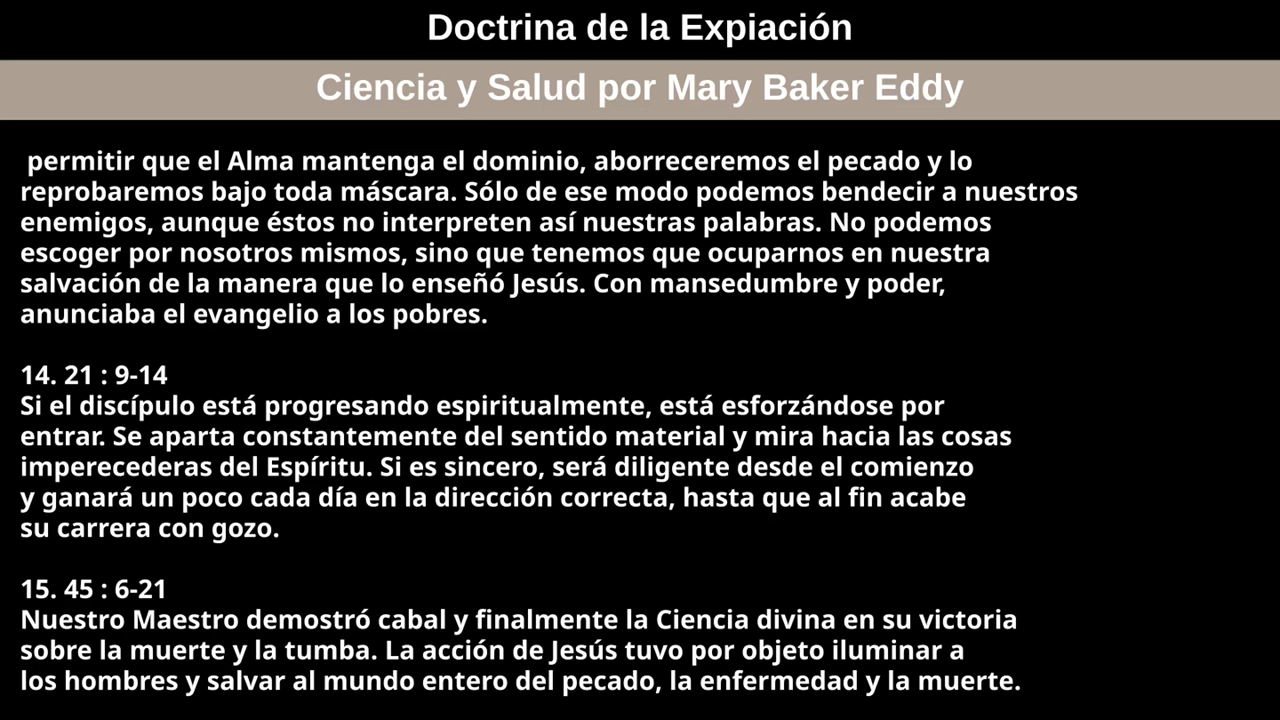 Doctrina de la Expiación
Ciencia y Salud por Mary Baker Eddy
permitir que el Alma mantenga el dominio, aborreceremos el pecado y lo
reprobaremos bajo toda máscara. Sólo de ese modo podemos bendecir a nuestros
enemigos, aunque éstos no interpreten así nuestras palabras. No podemos
escoger por nosotros mismos, sino que tenemos que ocuparnos en nuestra
salvación de la manera que lo enseñó Jesús. Con mansedumbre y poder,
anunciaba el evangelio a los pobres.
14. 21 : 9-14
Si el discípulo está progresando espiritualmente, está esforzándose por
entrar. Se aparta constantemente del sentido material y mira hacia las cosas
imperecederas del Espíritu. Si es sincero, será diligente desde el comienzo
y ganará un poco cada día en la dirección correcta, hasta que al fin acabe
su carrera con gozo.
15. 45 : 6-21
Nuestro Maestro demostró cabal y finalmente la Ciencia divina en su victoria
sobre la muerte y la tumba. La acción de Jesús tuvo por objeto iluminar a
los hombres y salvar al mundo entero del pecado, la enfermedad y la muerte.